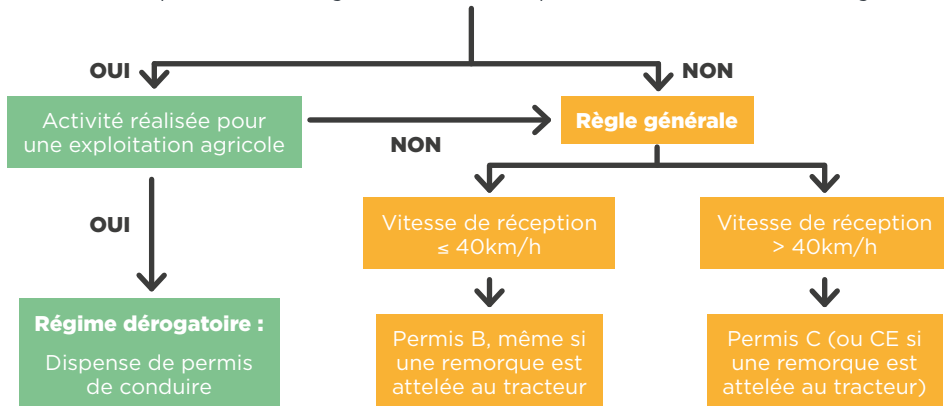 OUI
NON
Activité réalisée pour
une exploitation agricole
NON
Règle générale
OUI
Vitesse de réception
≤ 40km/h
Vitesse de réception
> 40km/h
Régime dérogatoire :
Dispense de permis
de conduire
Permis B, même si
une remorque est
attelée au tracteur
Permis C (ou CE si
une remorque est
attelée au tracteur)